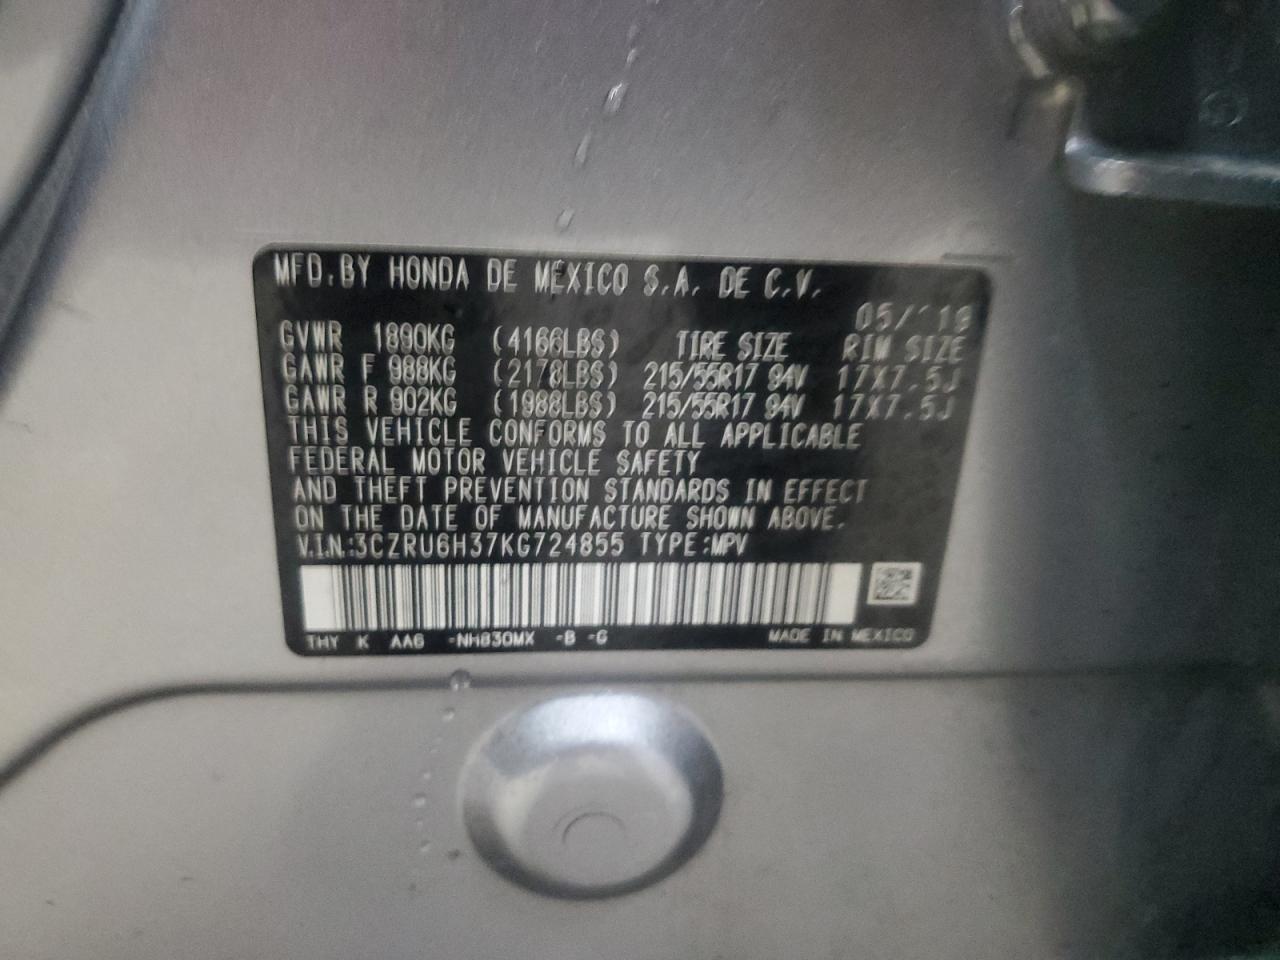 MFD.BY HONDA DE MEXICO S.A. DE C.V.
05/'19
GVWR 1890KG (4166LBS) TIRE SIZE RIM SIZE
GAWR F 988KG (2178LBS) 215/55R17 94V 17X7.5J
GAWR R 902KG (1988LBS) 215/55R17 94V 17X7.5J
THIS VEHICLE CONFORMS TO ALL APPLICABLE
FEDERAL MOTOR VEHICLE SAFETY
AND THEFT PREVENTION STANDARDS IN EFFECT
ON THE DATE OF MANUFACTURE SHOWN ABOVE.
V.I.N.:3CZRU6H37KG724855 TYPE:MPV
THY K AA6 -NH830MX -B -G MADE IN MEXICO